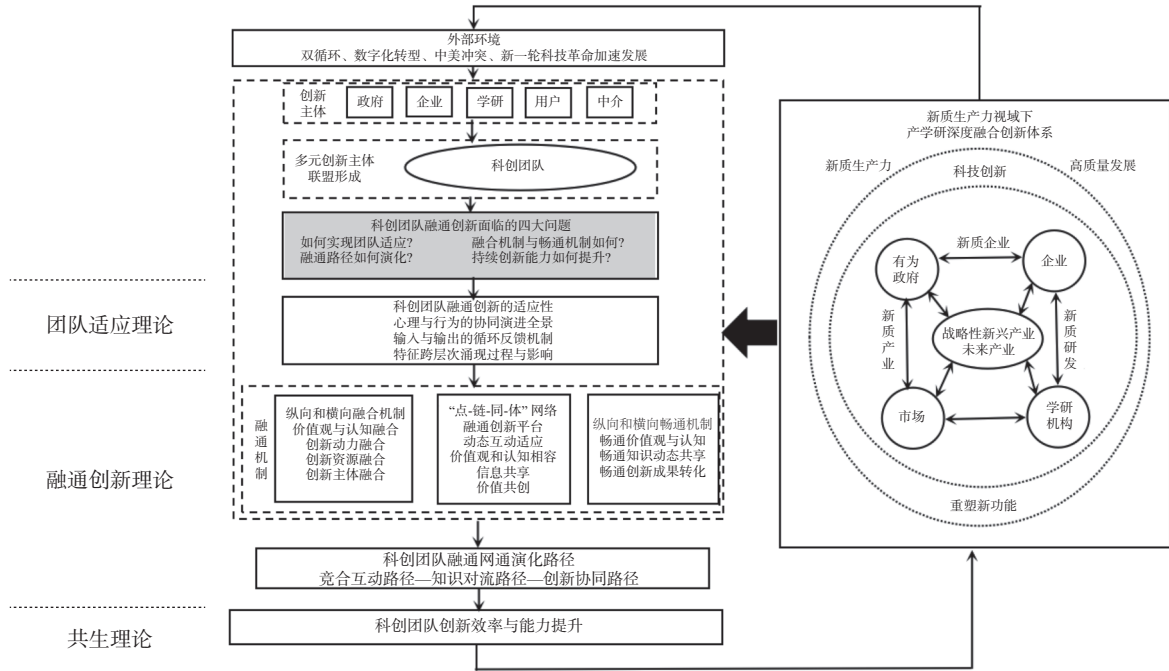 外部环境
双循环、数字化转型、中美冲突、新一轮科技革命加速发展
创新
主体
政府
企业
学研
用户
中介
多元创新主体
联盟形成
科创团队
科创团队融通创新面临的四大问题
如何实现团队适应? 融合机制与畅通机制如何?
融通路径如何演化? 持续创新能力如何提升?
团队适应理论
科创团队融通创新的适应性
心理与行为的协同演进全景
输入与输出的循环反馈机制
特征跨层次涌现过程与影响
融通创新理论
融通机制
纵向和横向融合机制
价值观与认知融合
创新动力融合
创新资源融合
创新主体融合
“点-链-同-体”网络
融通创新平台
动态互动适应
价值观和认知相容
信息共享
价值共创
纵向和横向畅通机制
畅通价值观与认知
畅通知识动态共享
畅通创新成果转化
科创团队融通网通演化路径
竞合互动路径—知识对流路径—创新协同路径
共生理论
科创团队创新效率与能力提升
新质生产力视域下
产学研深度融合创新体系
新质生产力
高质量发展
科技创新
有为
政府
新质企业
企业
新质产业
战略性新兴产业
未来产业
新质研发
市场
学研
机构
重塑新功能